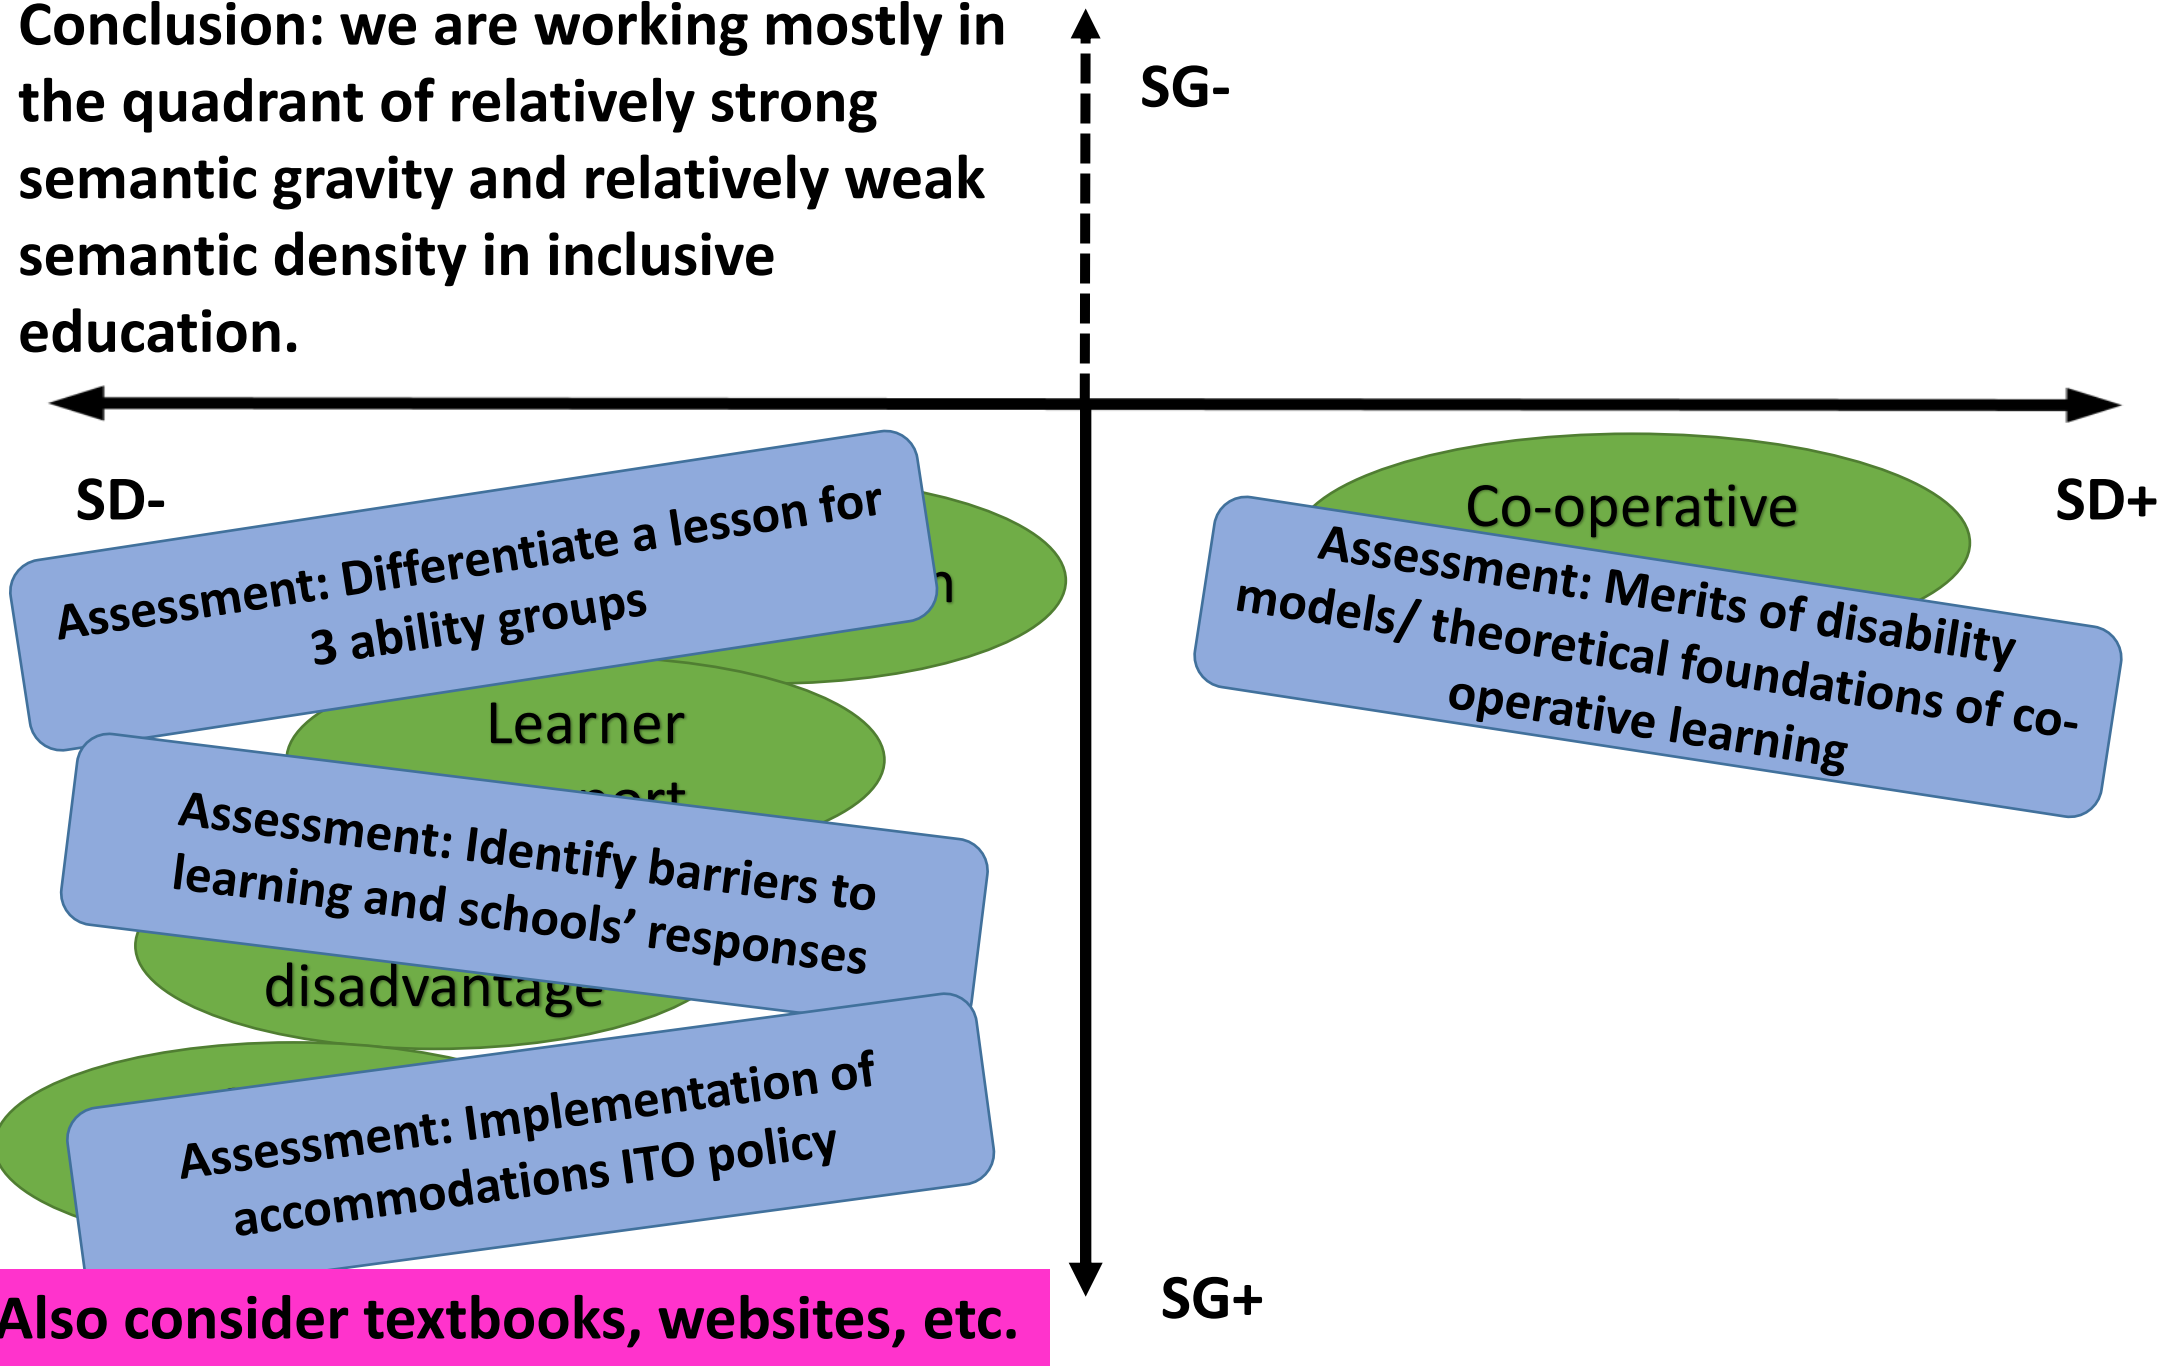 Conclusion: we are working mostly in
the quadrant of relatively strong
semantic gravity and relatively weak
semantic density in inclusive
education.
SG-
SD-
SD+
Assessment: Differentiate a lesson for
3 ability groups
Co-operative
Assessment: Merits of disability
models/ theoretical foundations of co-
operative learning
Learner
Assessment: Identify barriers to
learning and schools’ responses
disadvantage
Assessment: Implementation of
accommodations ITO policy
SG+
Also consider textbooks, websites, etc.